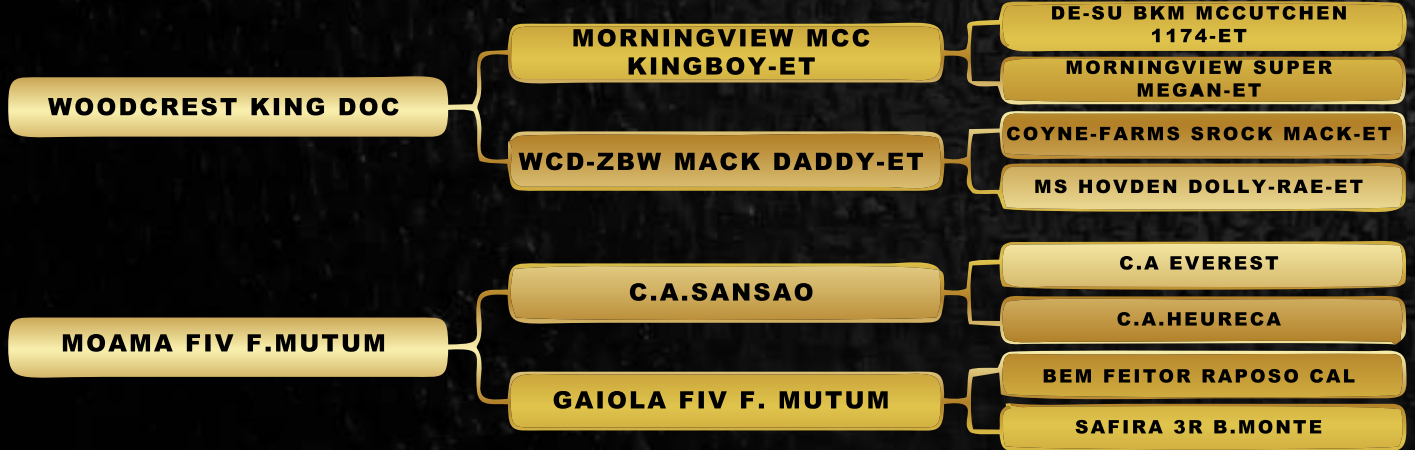 DE-SU BKM MCCUTCHEN
1174-ET
MORNINGVIEW MCC
KINGBOY-ET
MORNINGVIEW SUPER
MEGAN-ET
WOODCREST KING DOC
COYNE-FARMS SROCK MACK-ET
WCD-ZBW MACK DADDY-ET
MS HOVDEN DOLLY-RAE-ET
C.A EVEREST
C.A.SANSAO
C.A.HEURECA
MOAMA FIV F.MUTUM
BEM FEITOR RAPOSO CAL
GAIOLA FIV F. MUTUM
SAFIRA 3R B.MONTE